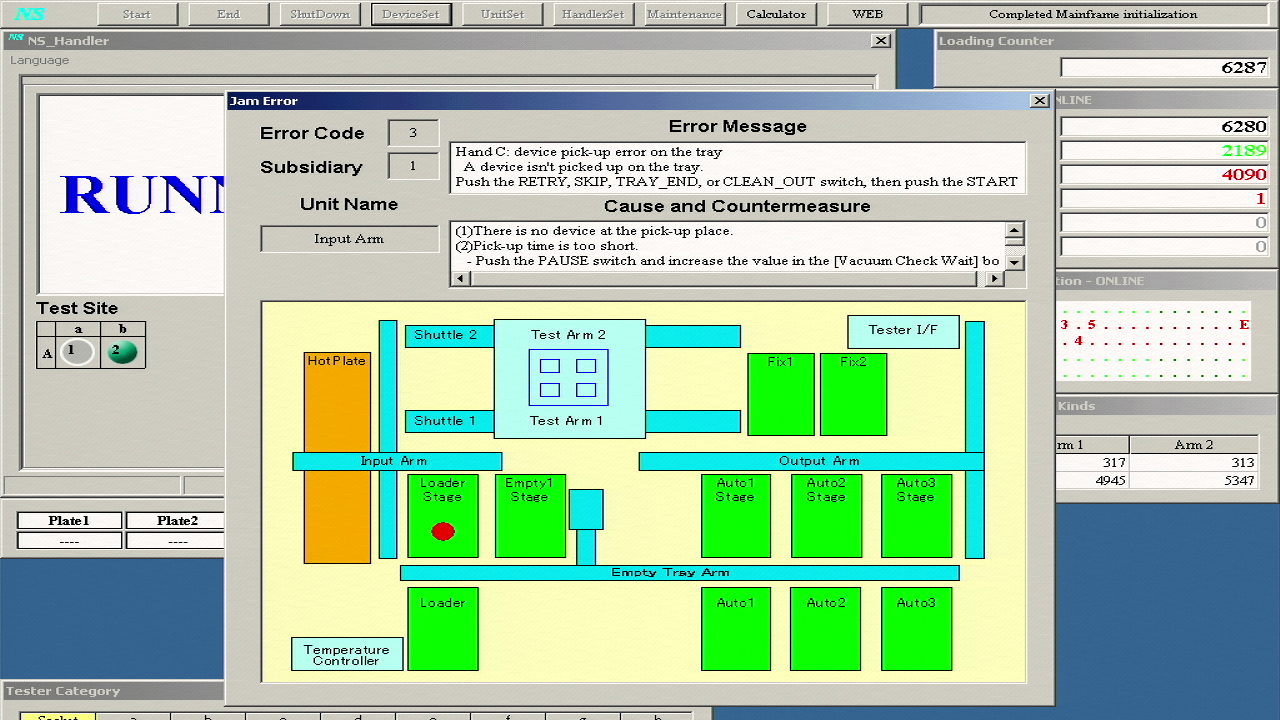 NS Start End ShutDown DeviceSet UnitSet HandlerSet Maintenance Calculator WEB Completed Mainframe initialization
NS NS_Handler
Language
Loading Counter
6287
NLINE
6280
2189
4090
1
0
0
tion - ONLINE
3 . 5 E
. 4
Kinds
rm 1 Arm 2
317 313
4945 5347
RUNN
Test Site
a b
A 1 2
Plate1 Plate2
---- ----
Tester Category
Socket a b c d e f g h
Jam Error
Error Code 3
Subsidiary 1
Unit Name
Input Arm
Error Message
Hand C: device pick-up error on the tray
A device isn't picked up on the tray.
Push the RETRY, SKIP, TRAY_END, or CLEAN_OUT switch, then push the START
Cause and Countermeasure
(1)There is no device at the pick-up place.
(2)Pick-up time is too short.
- Push the PAUSE switch and increase the value in the [Vacuum Check Wait] bo
Shuttle 2 Test Arm 2 Tester I/F
HotPlate Fix1 Fix2
Shuttle 1 Test Arm 1
Input Arm Output Arm
Loader Stage
Empty1 Stage
Auto1 Stage
Auto2 Stage
Auto3 Stage
Empty Tray Arm
Loader Auto1 Auto2 Auto3
Temperature
Controller